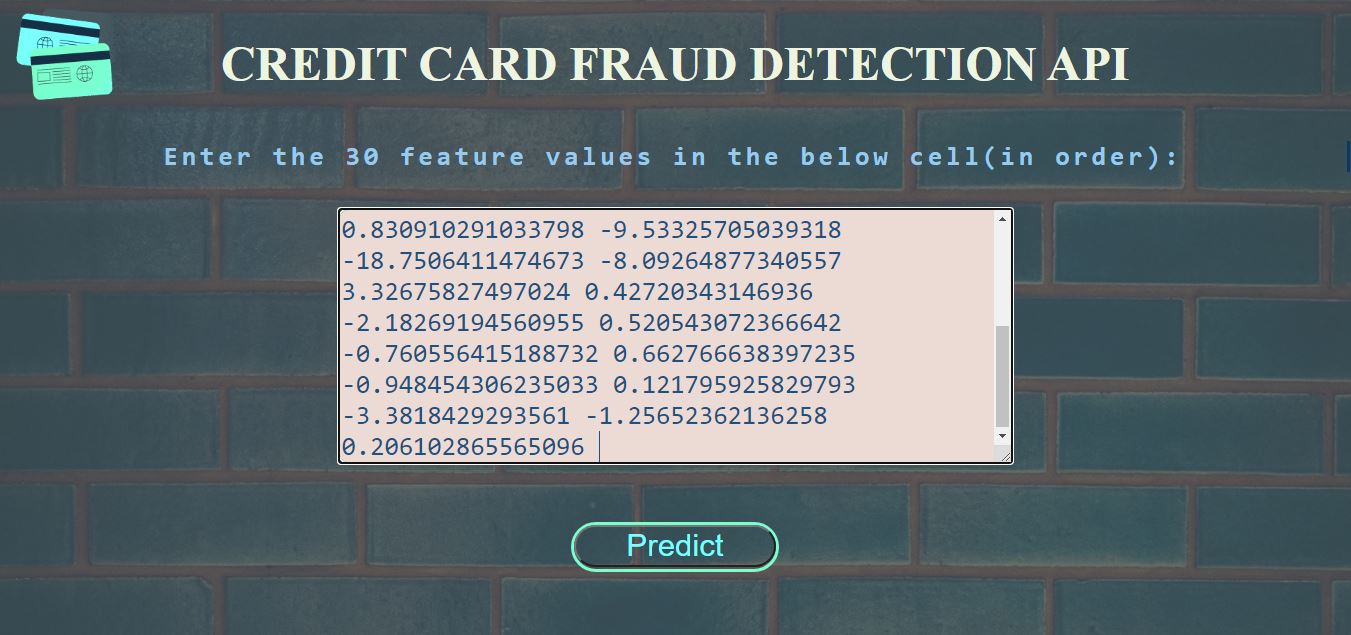 CREDIT CARD FRAUD DETECTION API
Enter the 30 feature values in the below cell(in order):
0.830910291033798 -9.53325705039318
-18.7506411474673 -8.09264877340557
3.32675827497024 0.42720343146936
-2.18269194560955 0.520543072366642
-0.760556415188732 0.662766638397235
-0.948454306235033 0.121795925829793
-3.3818429293561 -1.25652362136258
0.206102865565096
Predict